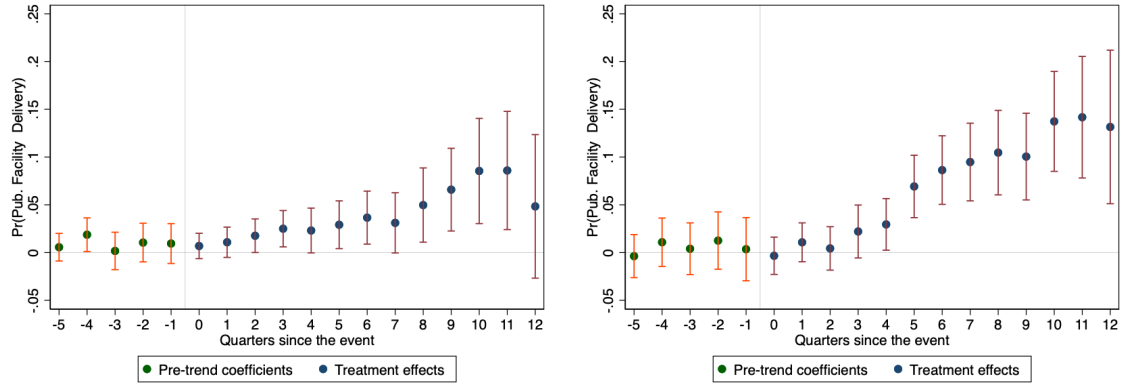 Pr(Pub. Facility Delivery)
.25
.2
.15
.1
.05
0
-.05
-5 -4 -3 -2 -1 0 1 2 3 4 5 6 7 8 9 10 11 12
Quarters since the event
Pre-trend coefficients Treatment effects
Pr(Pub. Facility Delivery)
.25
.2
.15
.1
.05
0
-.05
-5 -4 -3 -2 -1 0 1 2 3 4 5 6 7 8 9 10 11 12
Quarters since the event
Pre-trend coefficients Treatment effects